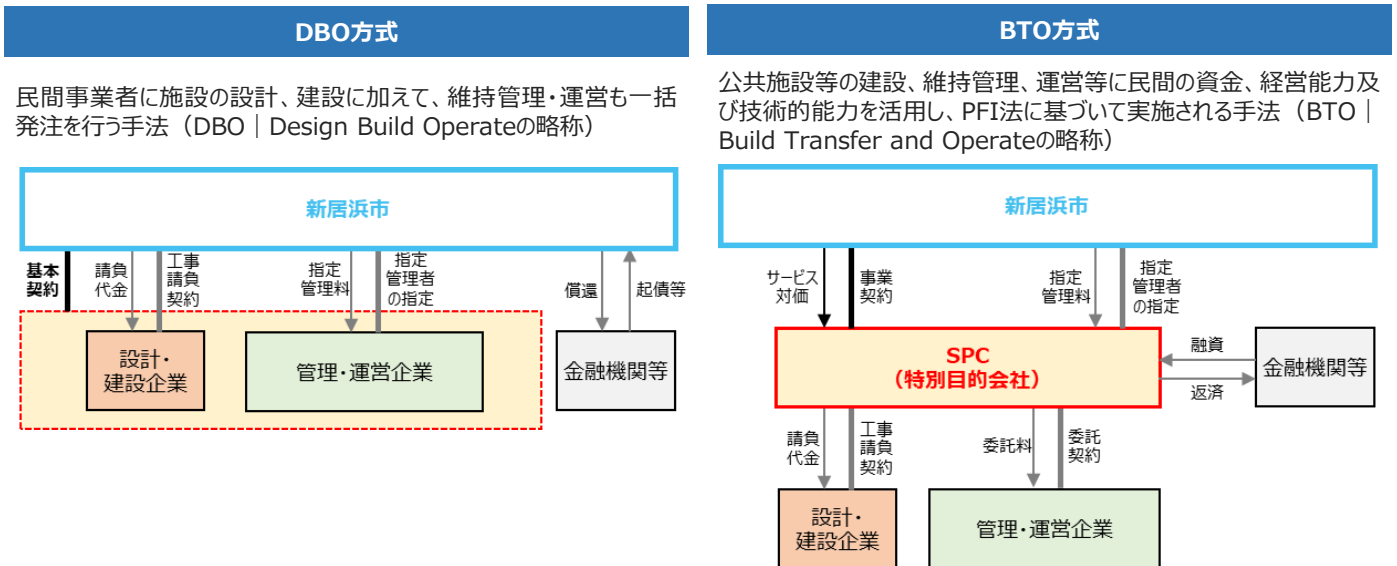 DBO方式
民間事業者に施設の設計、建設に加えて、維持管理・運営も一括
発注を行う手法（DBO｜Design Build Operateの略称）
新居浜市
基本
契約
請負
代金
工事
請負
契約
指定
管理料
指定
管理者
の指定
償還
起債等
設計・
建設企業
管理・運営企業
金融機関等
BTO方式
公共施設等の建設、維持管理、運営等に民間の資金、経営能力及
び技術的能力を活用し、PFI法に基づいて実施される手法（BTO｜
Build Transfer and Operateの略称）
新居浜市
サービス
対価
事業
契約
指定
管理料
指定
管理者
の指定
SPC
（特別目的会社）
融資
返済
金融機関等
請負
代金
工事
請負
契約
委託料
委託
契約
設計・
建設企業
管理・運営企業